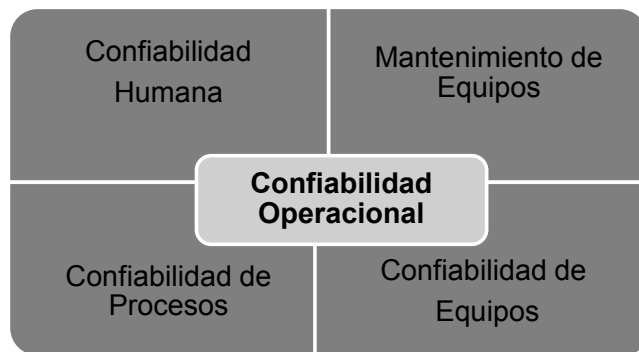 Confiabilidad
Humana
Mantenimiento de
Equipos
Confiabilidad
Operacional
Confiabilidad de
Procesos
Confiabilidad de
Equipos